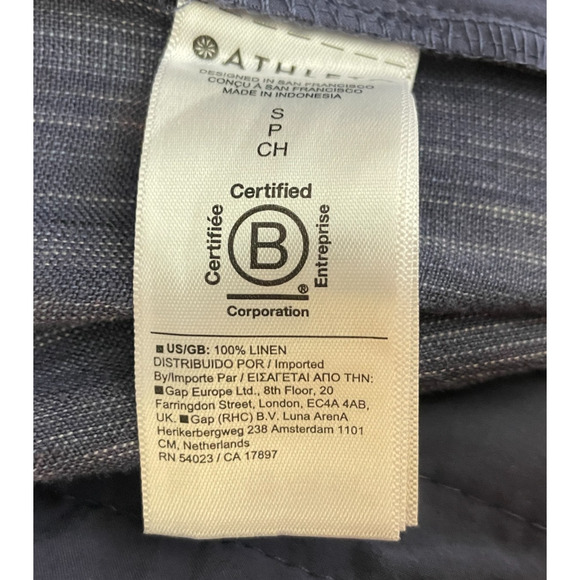 DESIGNED IN SAN FRANCISCO
CONÇU À SAN FRANCISCO
MADE IN INDONESIA
S
P
CH
Certified
Certifiée
B
Entreprise
®
Corporation
US/GB: 100% LINEN
DISTRIBUIDO POR / Imported
By/Importe Par / ΕΙΣΑΓΕΤΑΙ ΑΠΟ ΤΗΝ:
Gap Europe Ltd., 8th Floor, 20
Farringdon Street, London, EC4A 4AB,
UK. Gap (RHC) B.V. Luna ArenA
Herikerbergweg 238 Amsterdam 1101
CM, Netherlands
RN 54023 / CA 17897